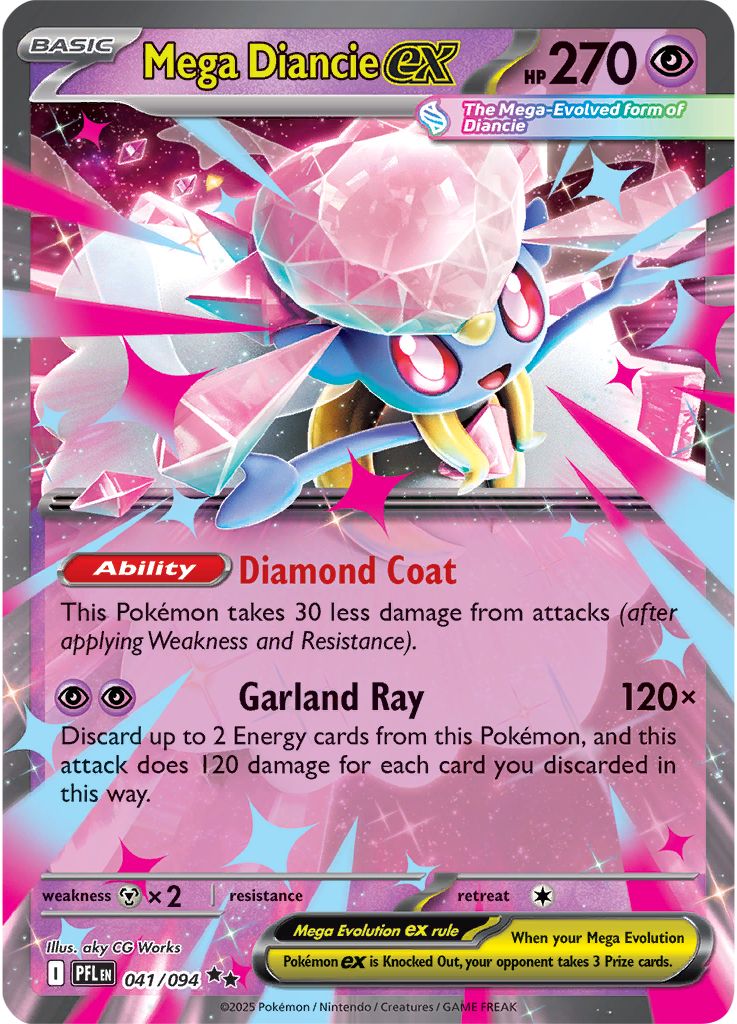 BASIC
Mega Diancie ex
HP 270
The Mega-Evolved form of
Diancie
Ability Diamond Coat
This Pokémon takes 30 less damage from attacks (after
applying Weakness and Resistance).
Garland Ray 120×
Discard up to 2 Energy cards from this Pokémon, and this
attack does 120 damage for each card you discarded in
this way.
weakness ×2 resistance retreat
Illus. aky CG Works
Mega Evolution ex rule When your Mega Evolution
Pokémon ex is Knocked Out, your opponent takes 3 Prize cards.
I PFL EN 041/094
©2025 Pokémon / Nintendo / Creatures / GAME FREAK